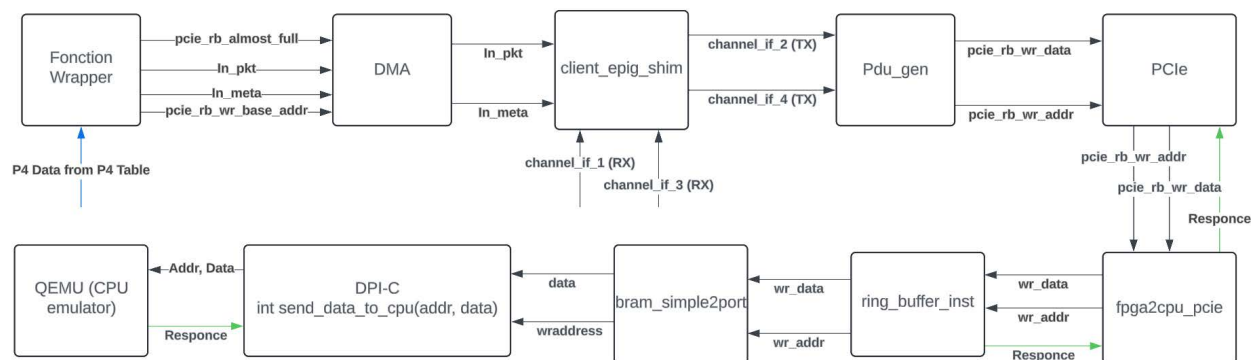 Fonction
Wrapper
pcie_rb_almost_full
In_pkt
In_meta
pcie_rb_wr_base_addr
DMA
In_pkt
In_meta
client_epig_shim
channel_if_2 (TX)
channel_if_4 (TX)
Pdu_gen
pcie_rb_wr_data
pcie_rb_wr_addr
PCIe
P4 Data from P4 Table
channel_if_1 (RX)
channel_if_3 (RX)
pcie_rb_wr_addr
pcie_rb_wr_data
Responce
QEMU (CPU
emulator)
Addr, Data
Responce
DPI-C
int send_data_to_cpu(addr, data)
data
wraddress
bram_simple2port
wr_data
wr_addr
ring_buffer_inst
wr_data
wr_addr
Responce
fpga2cpu_pcie